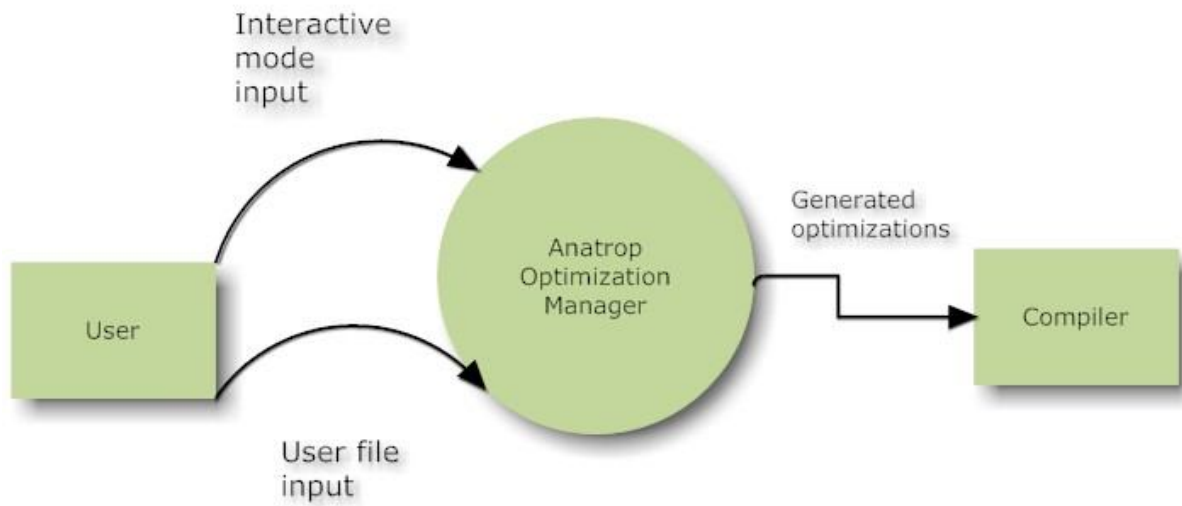 Interactive
mode
input
User
User file
input
Anatrop
Optimization
Manager
Generated
optimizations
Compiler